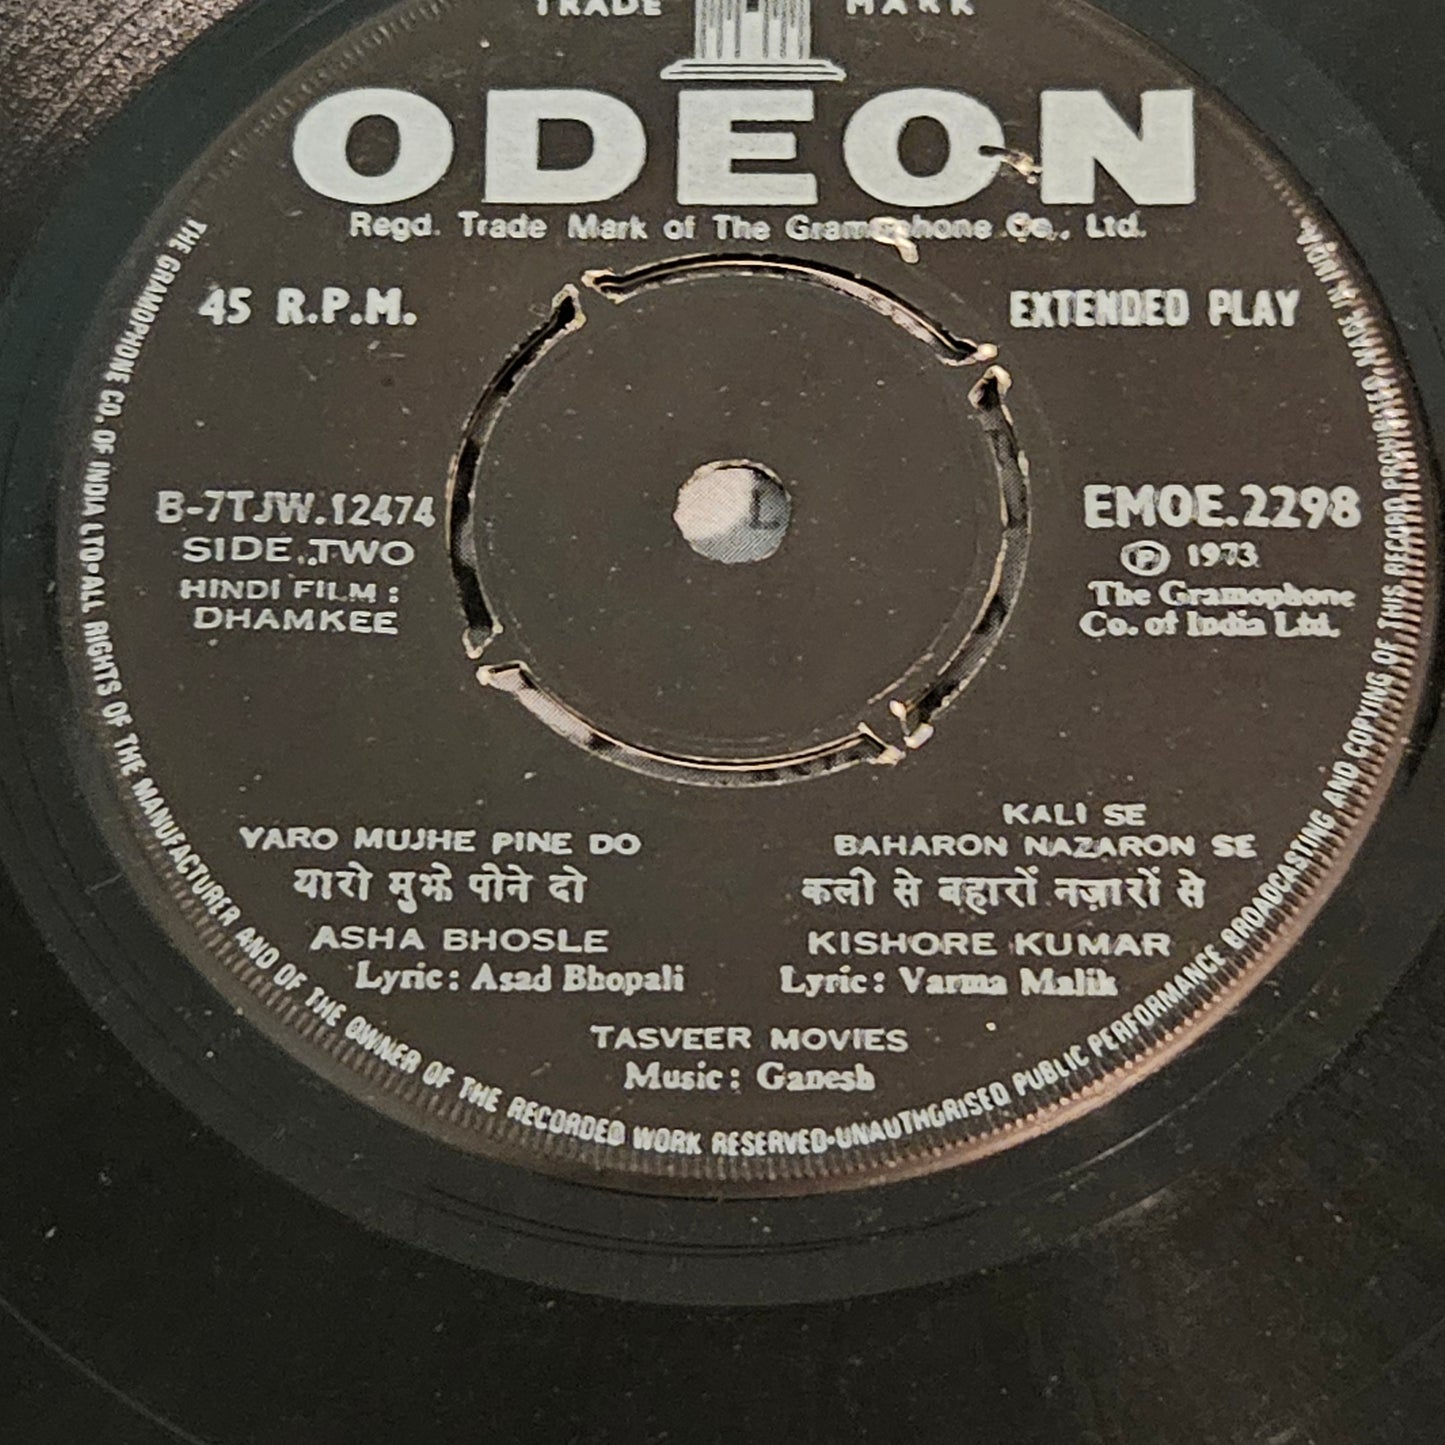 TRADE MARK
ODEON
Regd. Trade Mark of The Gramophone Co., Ltd.
45 R.P.M.
EXTENDED PLAY
B-7TJW.12474
SIDE..TWO
HINDI FILM :
DHAMKEE
EMOE.2298
Ⓟ 1973
The Gramophone
Co. of India Ltd.
YARO MUJHE PINE DO
यारो मुझे पीने दो
ASHA BHOSLE
Lyric: Asad Bhopali
KALI SE
BAHARON NAZARON SE
कली से बहारों नज़ारों से
KISHORE KUMAR
Lyric: Varma Malik
TASVEER MOVIES
Music: Ganesh
THE GRAMOPHONE CO. OF INDIA LTD•ALL RIGHTS OF THE MANUFACTURER AND OF THE OWNER OF THE RECORDED WORK RESERVED•UNAUTHORISED PUBLIC PERFORMANCE BROADCASTING AND COPYING OF THIS RECORD PROHIBITED•MADE IN INDIA